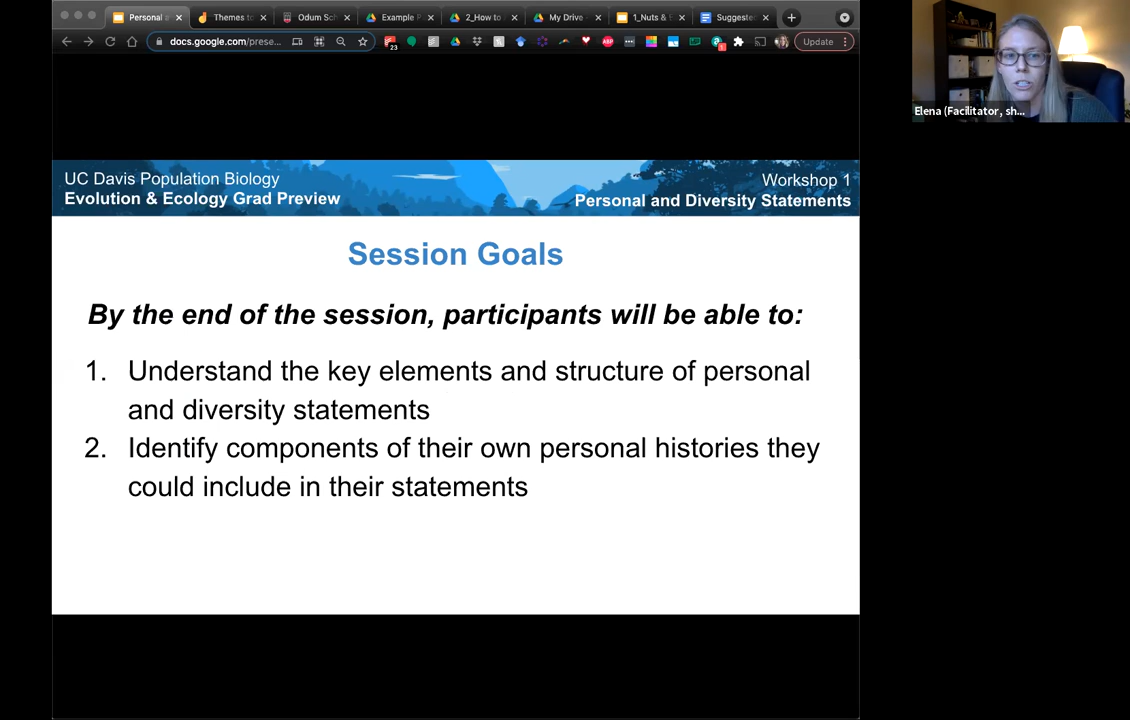 Personal a
Themes to
Odum Sch
Example P
2_How to
My Drive -
1_Nuts & B
Suggeste
docs.google.com/prese...
23
ABP
1
Update
Elena (Facilitator, sh...
UC Davis Population Biology
Evolution & Ecology Grad Preview
Workshop 1
Personal and Diversity Statements
Session Goals
By the end of the session, participants will be able to:
1. Understand the key elements and structure of personal
and diversity statements
2. Identify components of their own personal histories they
could include in their statements